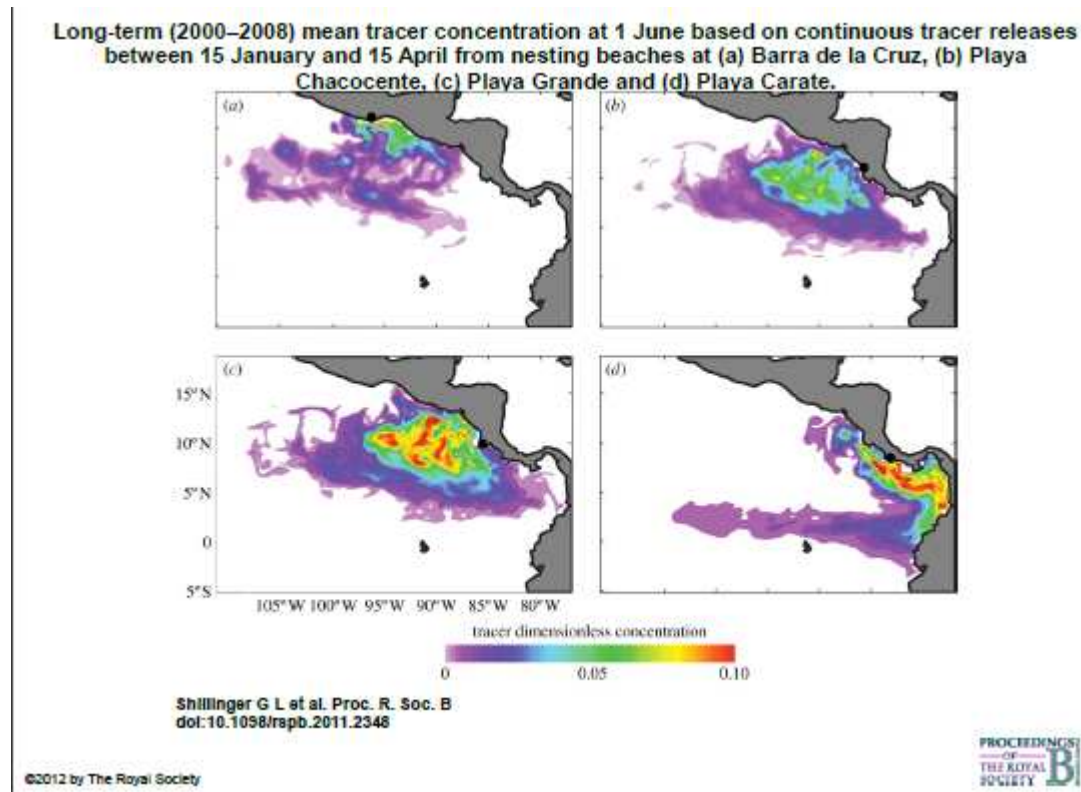 Long-term (2000–2008) mean tracer concentration at 1 June based on continuous tracer releases
between 15 January and 15 April from nesting beaches at (a) Barra de la Cruz, (b) Playa
Chacocente, (c) Playa Grande and (d) Playa Carate.
(a)
(b)
(c)
(d)
15°N
10°N
5°N
0
5°S
105°W 100°W 95°W 90°W 85°W 80°W
tracer dimensionless concentration
0 0.05 0.10
Shillinger G L et al. Proc. R. Soc. B
doi:10.1098/rspb.2011.2348
©2012 by The Royal Society
PROCEEDINGS
OF
THE ROYAL
SOCIETY
B